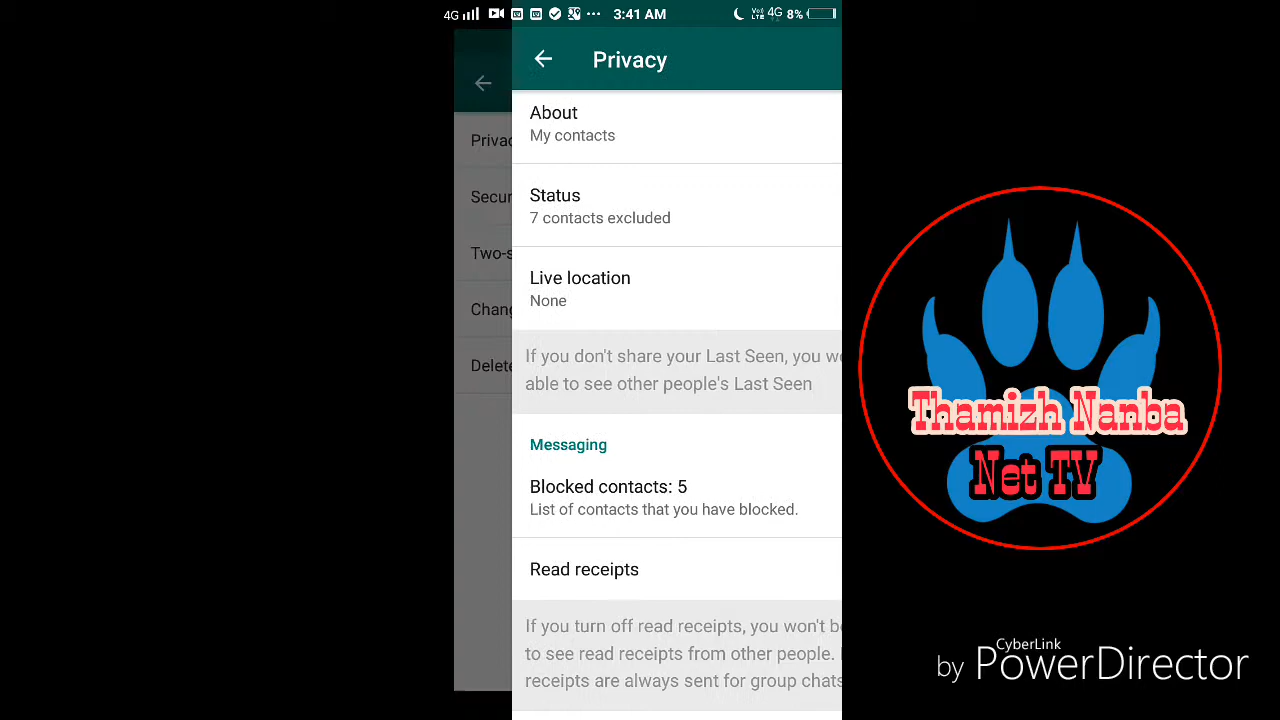 4G 3:41 AM VoI LTE 4G 8%
Privacy
About
My contacts
Status
7 contacts excluded
Live location
None
If you don't share your Last Seen, you w
able to see other people's Last Seen
Messaging
Blocked contacts: 5
List of contacts that you have blocked.
Read receipts
If you turn off read receipts, you won't b
to see read receipts from other people.
receipts are always sent for group chats
Privac
Secur
Two-s
Chang
Delete
Thamizh Nanba
Net TV
CyberLink
by PowerDirector